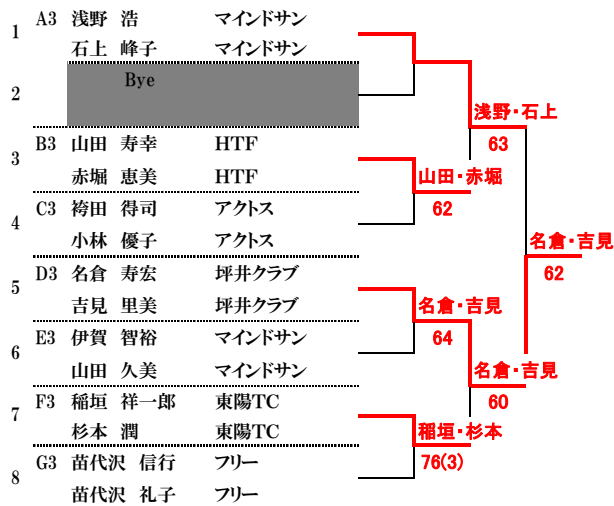 1 A3 浅野 浩 マインドサン
石上 峰子 マインドサン
2 Bye
浅野・石上
63
3 B3 山田 寿幸 HTF
赤堀 恵美 HTF
山田・赤堀
62
4 C3 袴田 得司 アクトス
小林 優子 アクトス
名倉・吉見
62
5 D3 名倉 寿宏 坪井クラブ
吉見 里美 坪井クラブ
名倉・吉見
64
6 E3 伊賀 智裕 マインドサン
山田 久美 マインドサン
名倉・吉見
60
7 F3 稲垣 祥一郎 東陽TC
杉本 潤 東陽TC
稲垣・杉本
76(3)
8 G3 苗代沢 信行 フリー
苗代沢 礼子 フリー